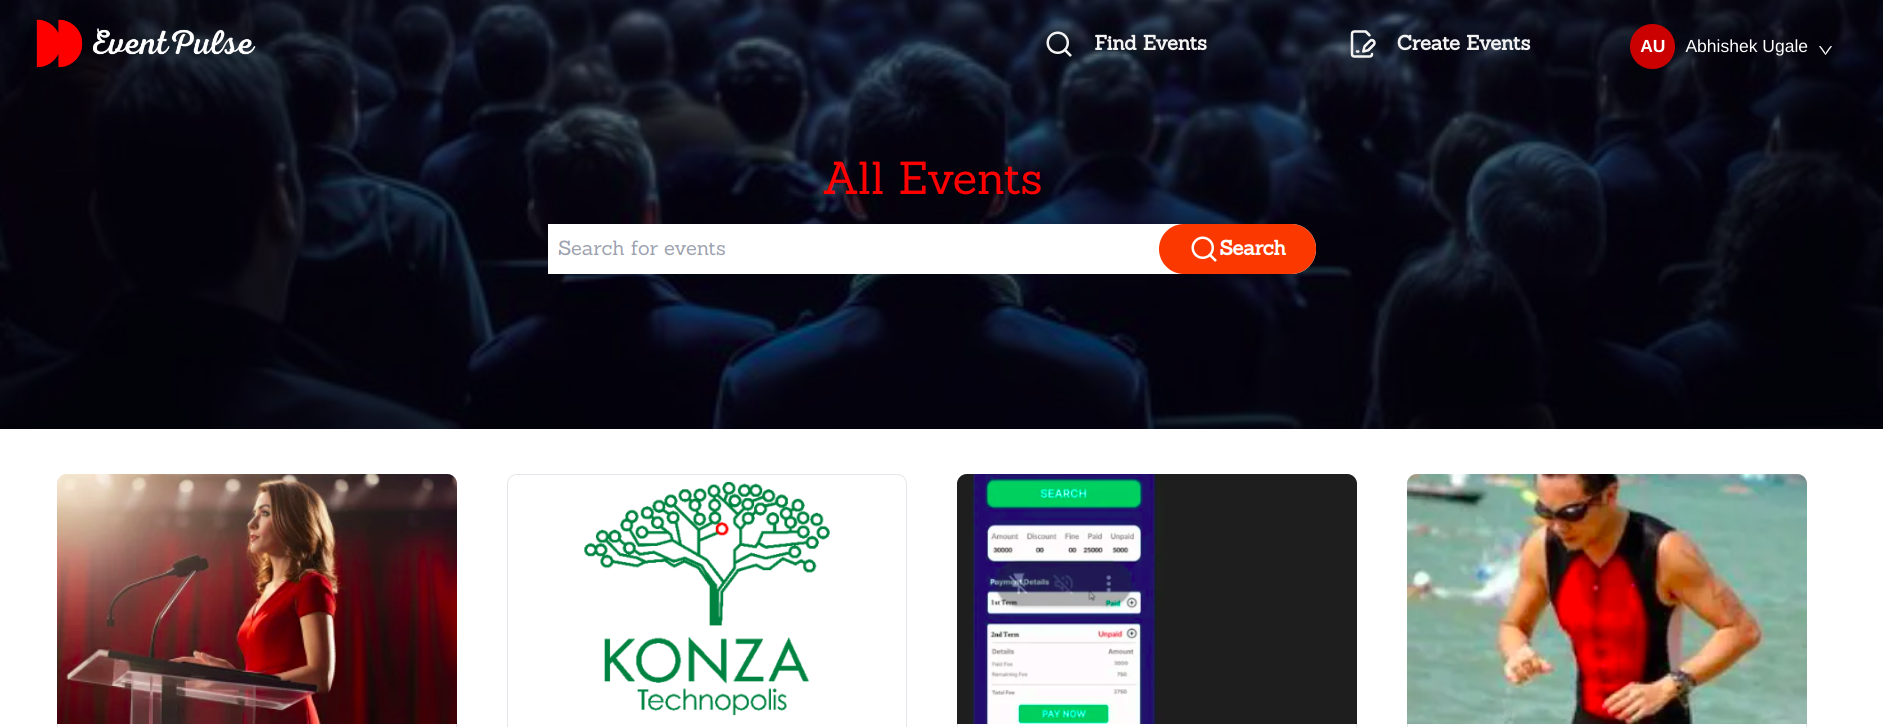 Event Pulse
Find Events
Create Events
AU Abhishek Ugale
All Events
Search for events
Search
KONZA
Technopolis
SEARCH
Amount Discount Fine Paid Unpaid
30000 00 00 25000 5000
Payment Details
1st Term Paid
2nd Term Unpaid
Details Amount
Paid Fee 5000
Remaining Fee 750
Total Fee
PAY NOW